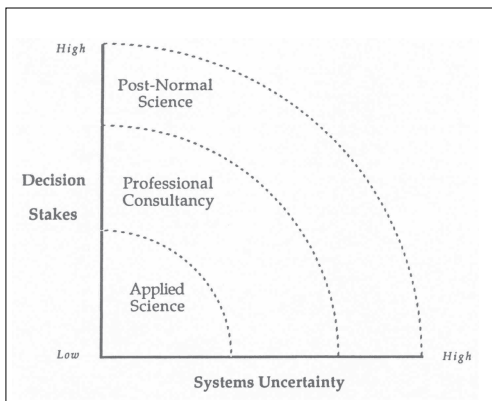 High
Post-Normal
Science
Decision
Stakes
Professional
Consultancy
Applied
Science
Low
High
Systems Uncertainty